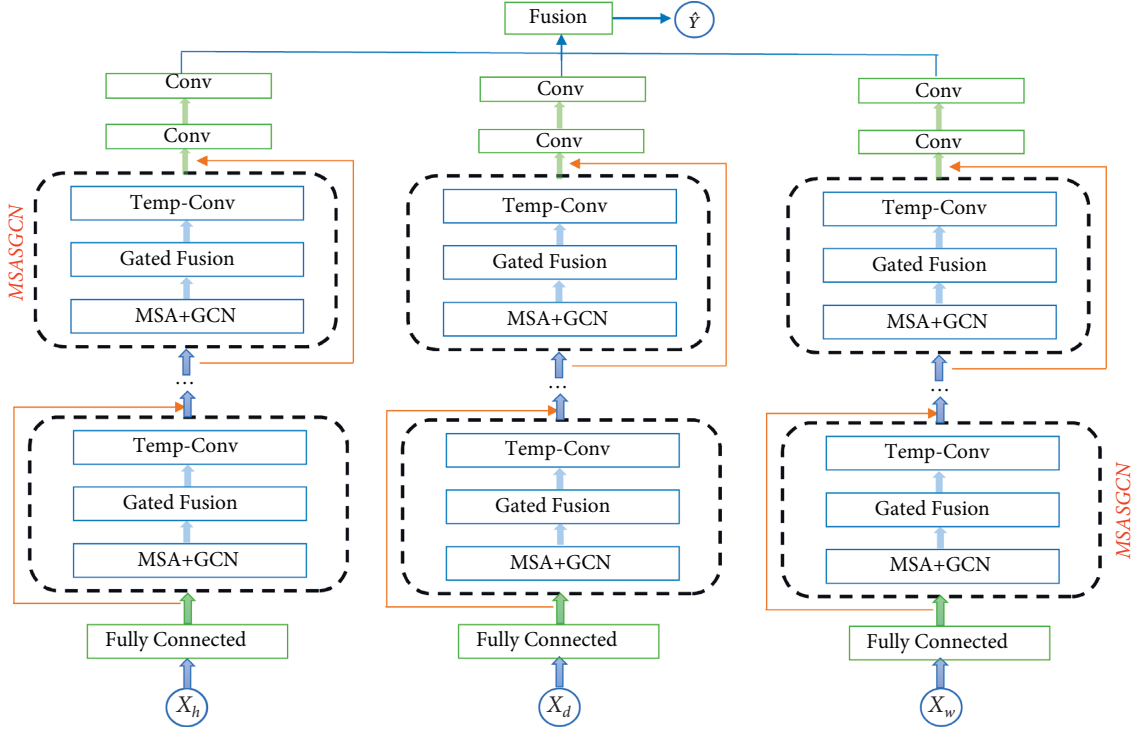 Fusion
Ŷ
Conv
Conv
Conv
Conv
Conv
Conv
MSASGCN
Temp-Conv
Gated Fusion
MSA+GCN
Temp-Conv
Gated Fusion
MSA+GCN
Temp-Conv
Gated Fusion
MSA+GCN
...
...
...
Temp-Conv
Gated Fusion
MSA+GCN
Temp-Conv
Gated Fusion
MSA+GCN
Temp-Conv
Gated Fusion
MSA+GCN
MSASGCN
Fully Connected
Fully Connected
Fully Connected
X_h
X_d
X_w